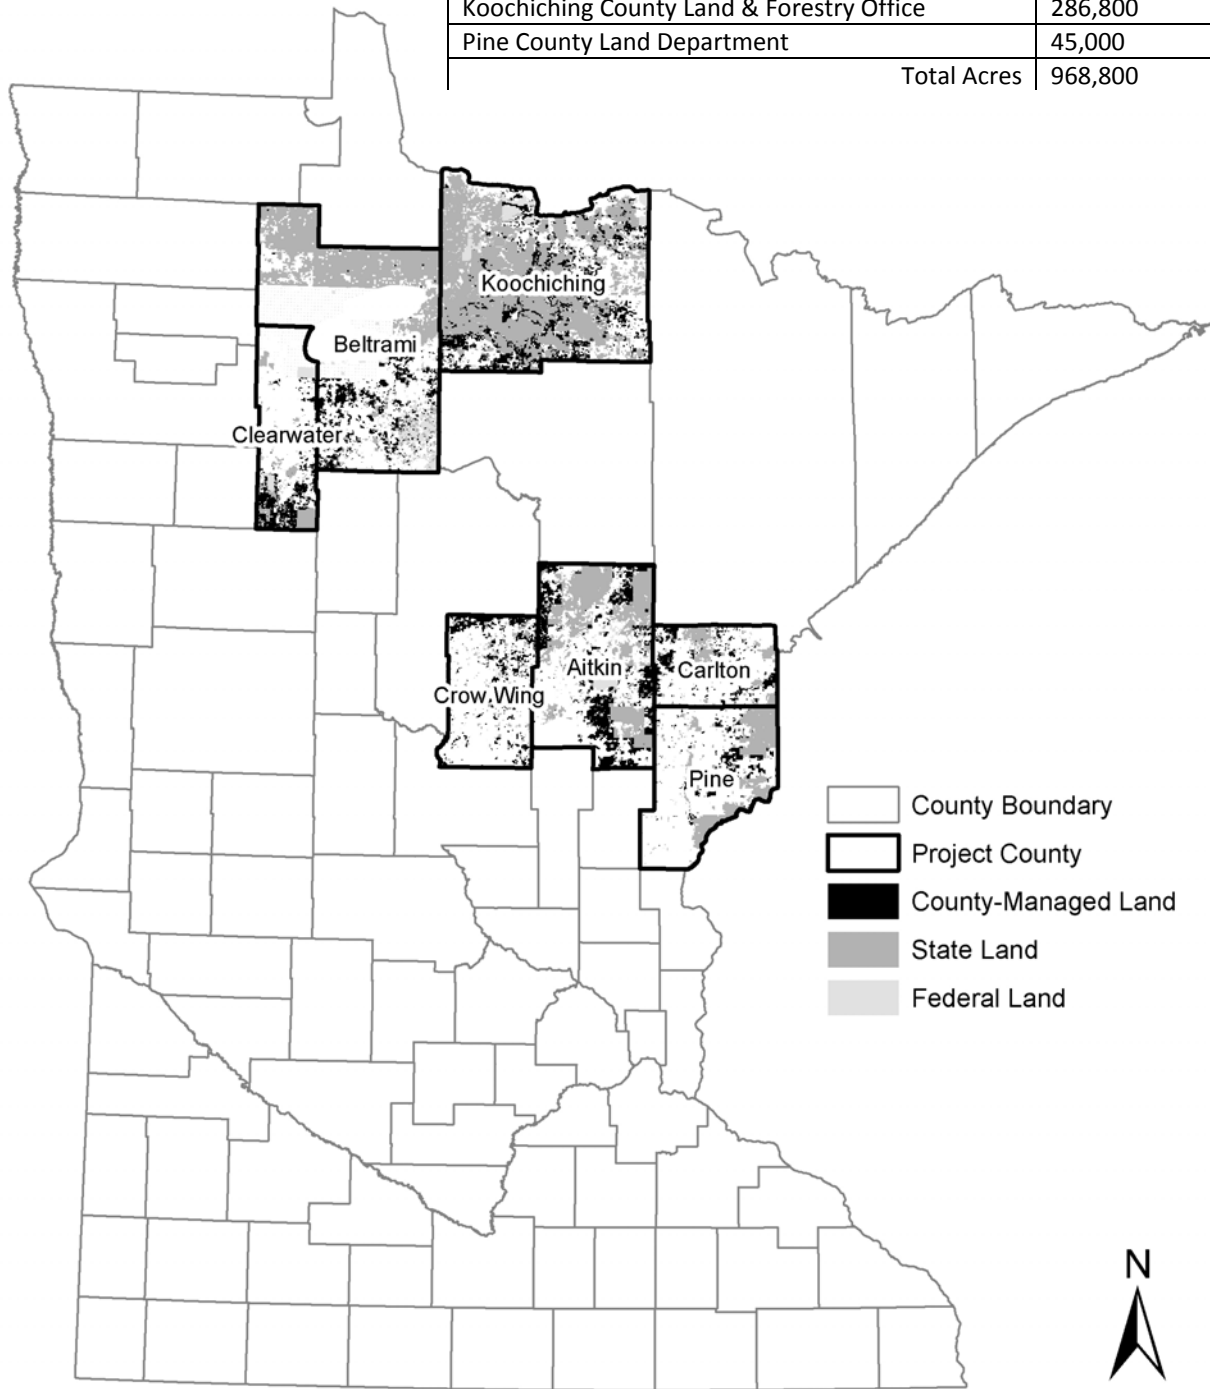 Koochiching County Land & Forestry Office 286,800
Pine County Land Department 45,000
Total Acres 968,800
Koochiching
Beltrami
Clearwater
Aitkin
Carlton
Crow Wing
Pine
County Boundary
Project County
County-Managed Land
State Land
Federal Land
N